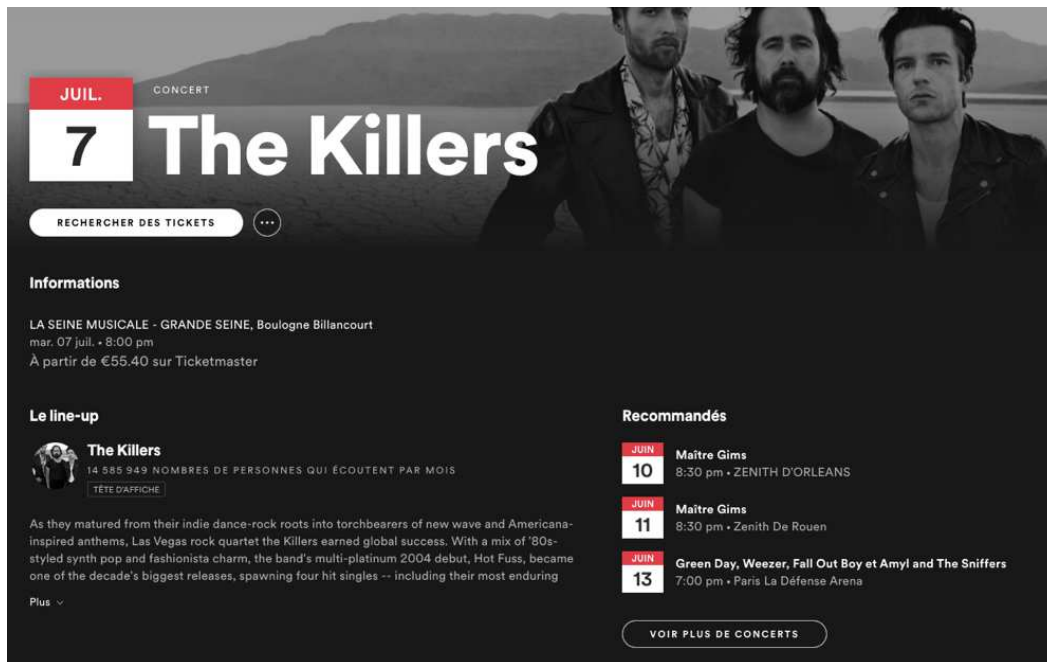 JUIL.
7
CONCERT
The Killers
RECHERCHER DES TICKETS
Informations
LA SEINE MUSICALE - GRANDE SEINE, Boulogne Billancourt
mar. 07 juil. • 8:00 pm
À partir de €55.40 sur Ticketmaster
Le line-up
The Killers
14 585 949 NOMBRES DE PERSONNES QUI ÉCOUTENT PAR MOIS
TÊTE D'AFFICHE
As they matured from their indie dance-rock roots into torchbearers of new wave and Americana-
inspired anthems, Las Vegas rock quartet the Killers earned global success. With a mix of '80s-
styled synth pop and fashionista charm, the band's multi-platinum 2004 debut, Hot Fuss, became
one of the decade's biggest releases, spawning four hit singles -- including their most enduring
Plus
Recommandés
JUIN
10
Maître Gims
8:30 pm • ZENITH D'ORLEANS
JUIN
11
Maître Gims
8:30 pm • Zenith De Rouen
JUIN
13
Green Day, Weezer, Fall Out Boy et Amyl and The Sniffers
7:00 pm • Paris La Défense Arena
VOIR PLUS DE CONCERTS